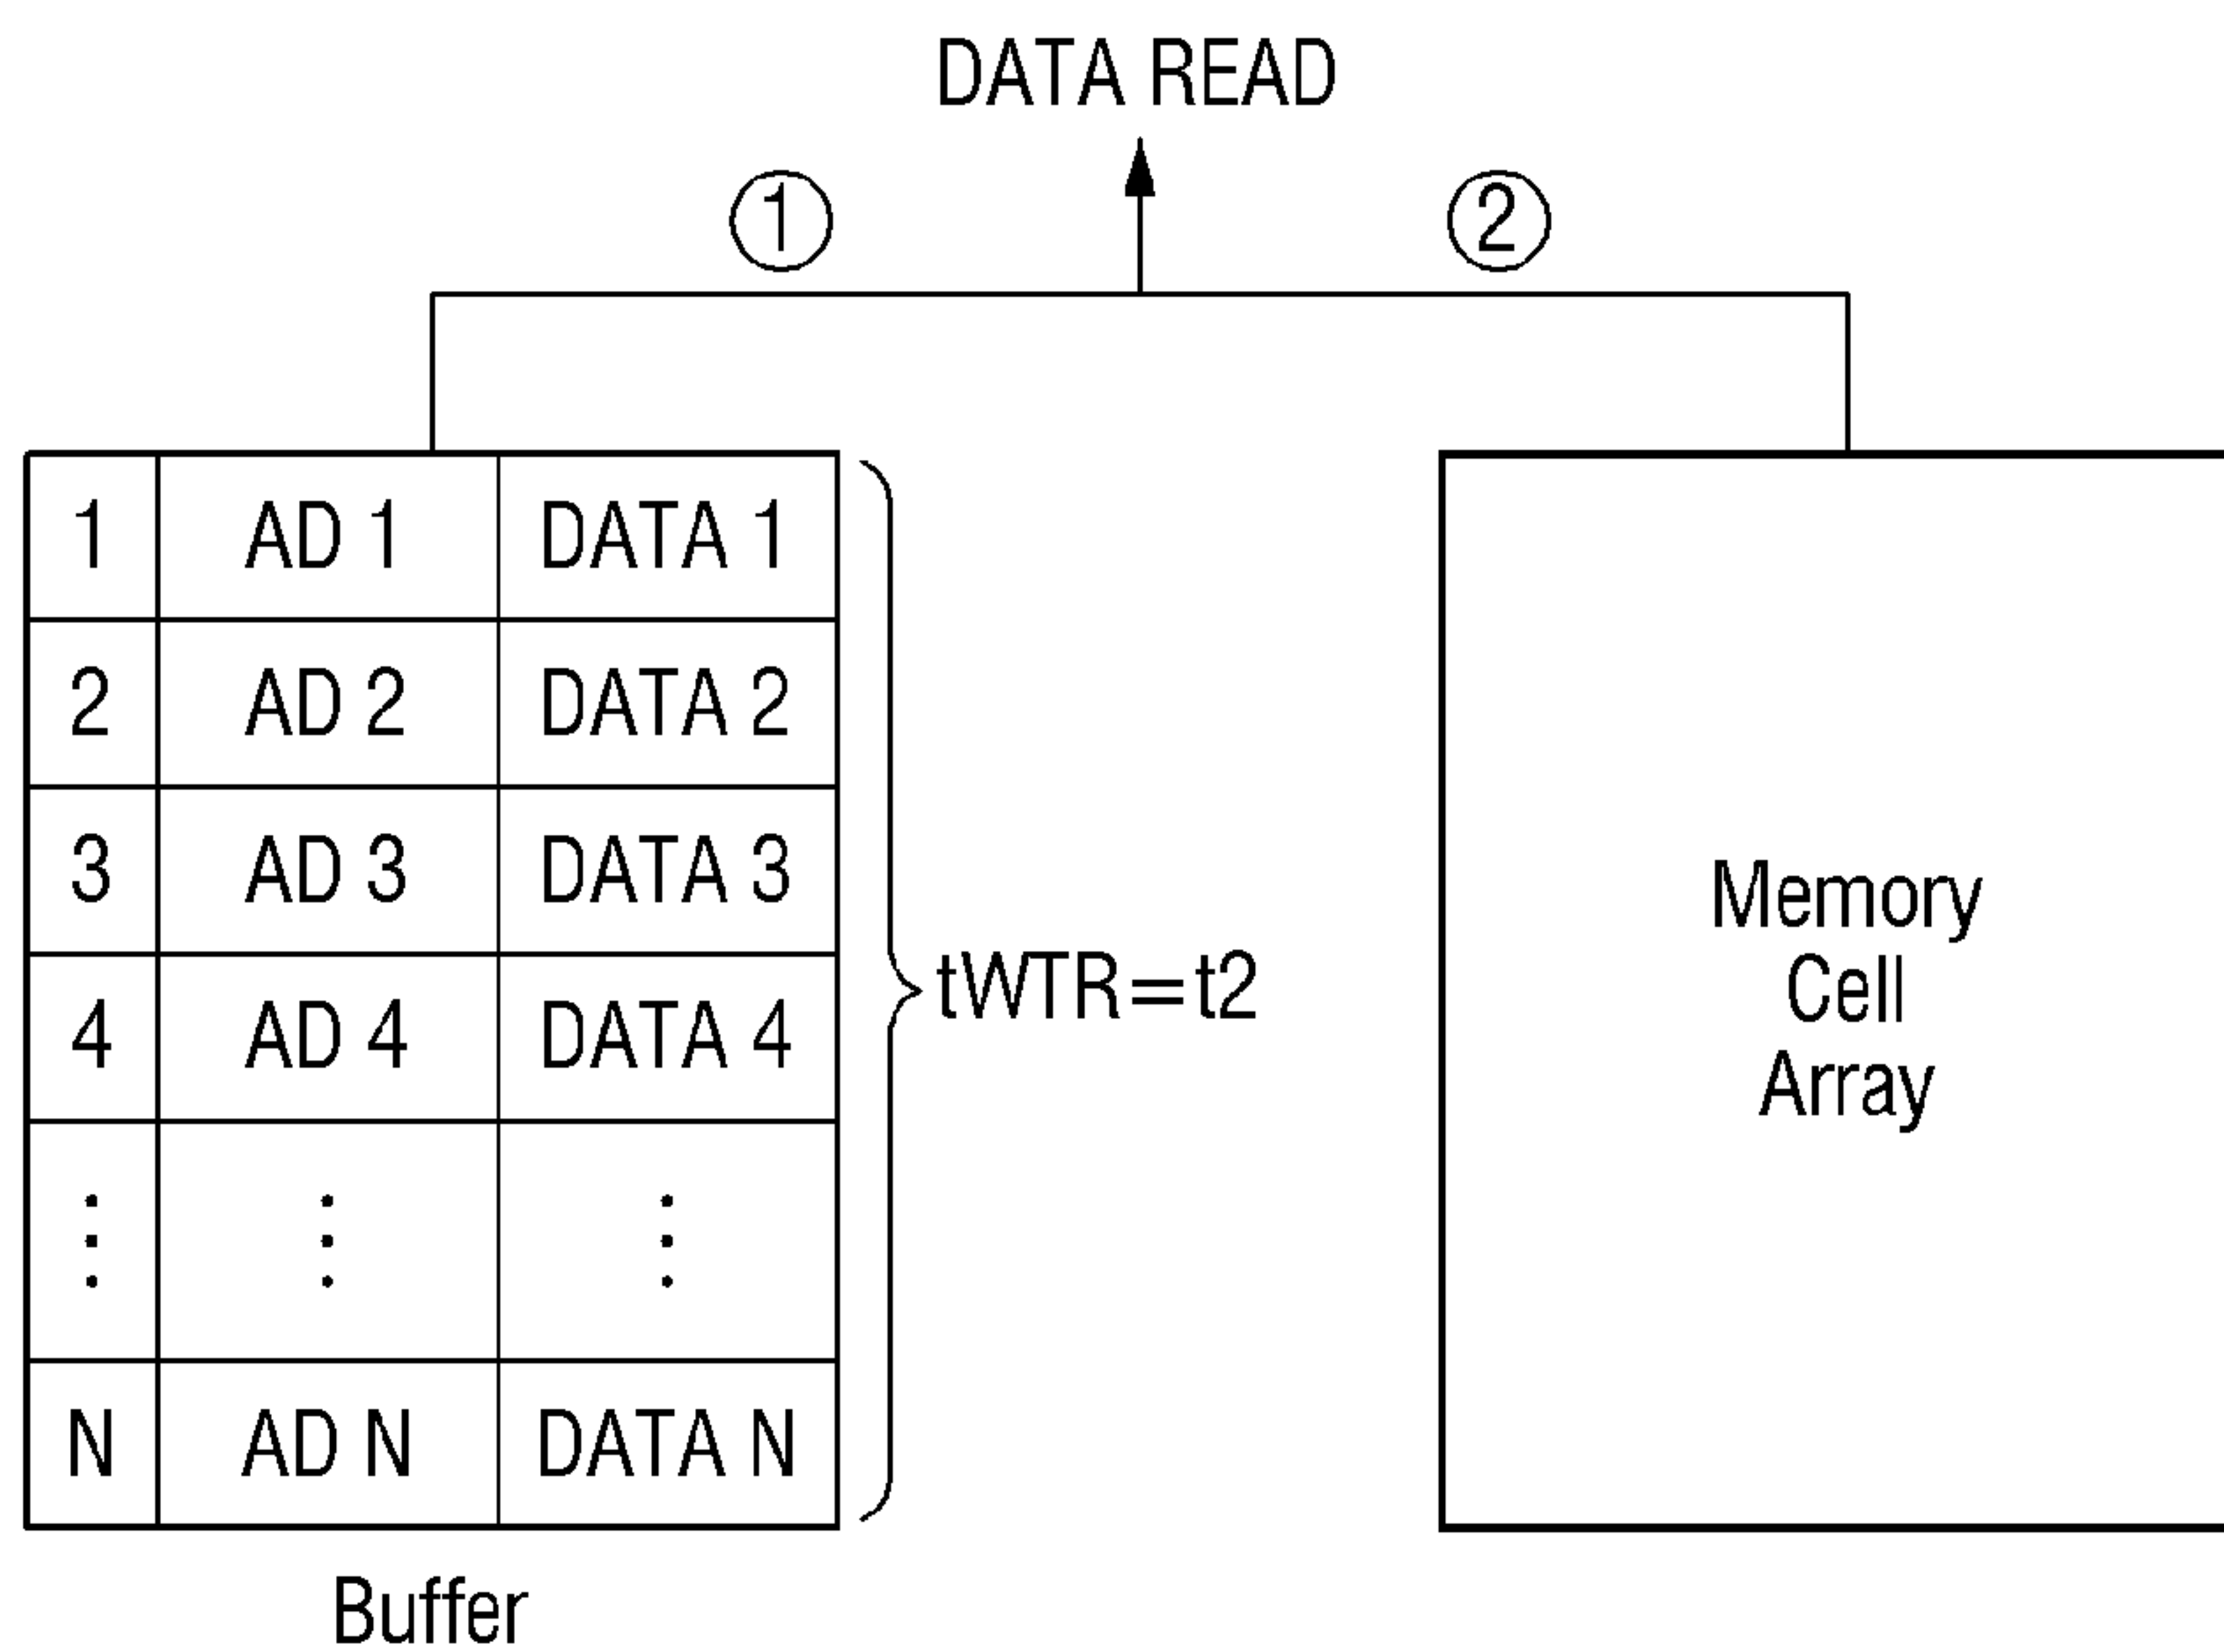 DATA READ
① ②
1 AD 1 DATA 1
2 AD 2 DATA 2
3 AD 3 DATA 3
4 AD 4 DATA 4
⋮ ⋮ ⋮
N AD N DATA N
tWTR=t2
Memory
Cell
Array
Buffer